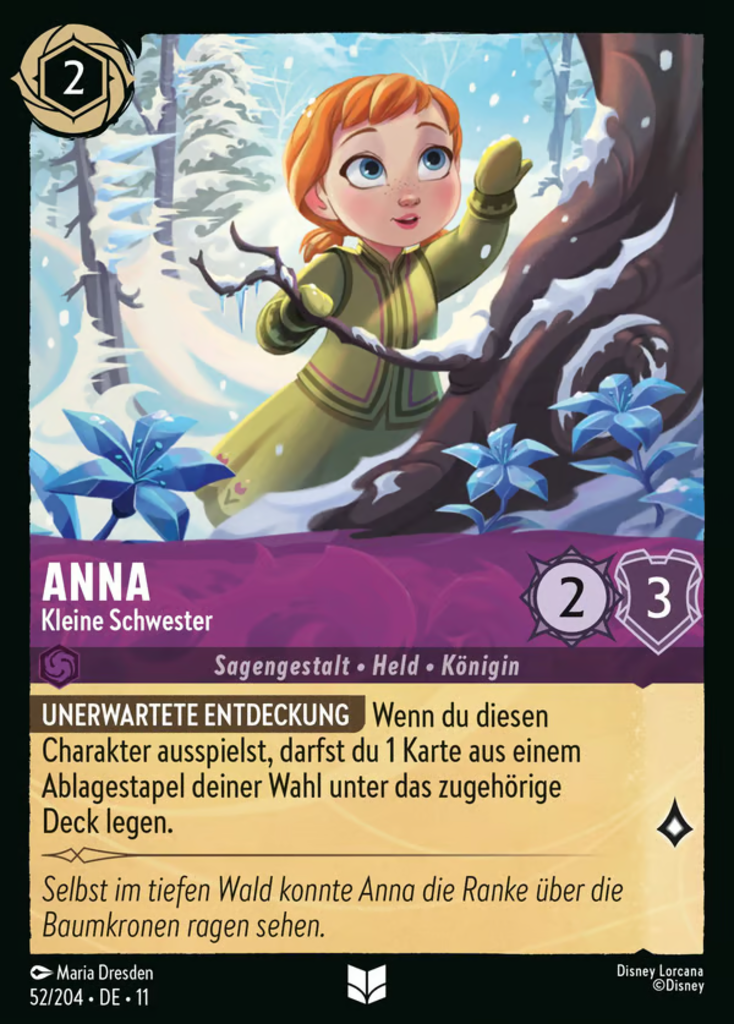 2
ANNA
Kleine Schwester
2 3
Sagengestalt • Held • Königin
UNERWARTETE ENTDECKUNG Wenn du diesen
Charakter ausspielst, darfst du 1 Karte aus einem
Ablagestapel deiner Wahl unter das zugehörige
Deck legen.
Selbst im tiefen Wald konnte Anna die Ranke über die
Baumkronen ragen sehen.
Maria Dresden
52/204 • DE • 11
Disney Lorcana
©Disney